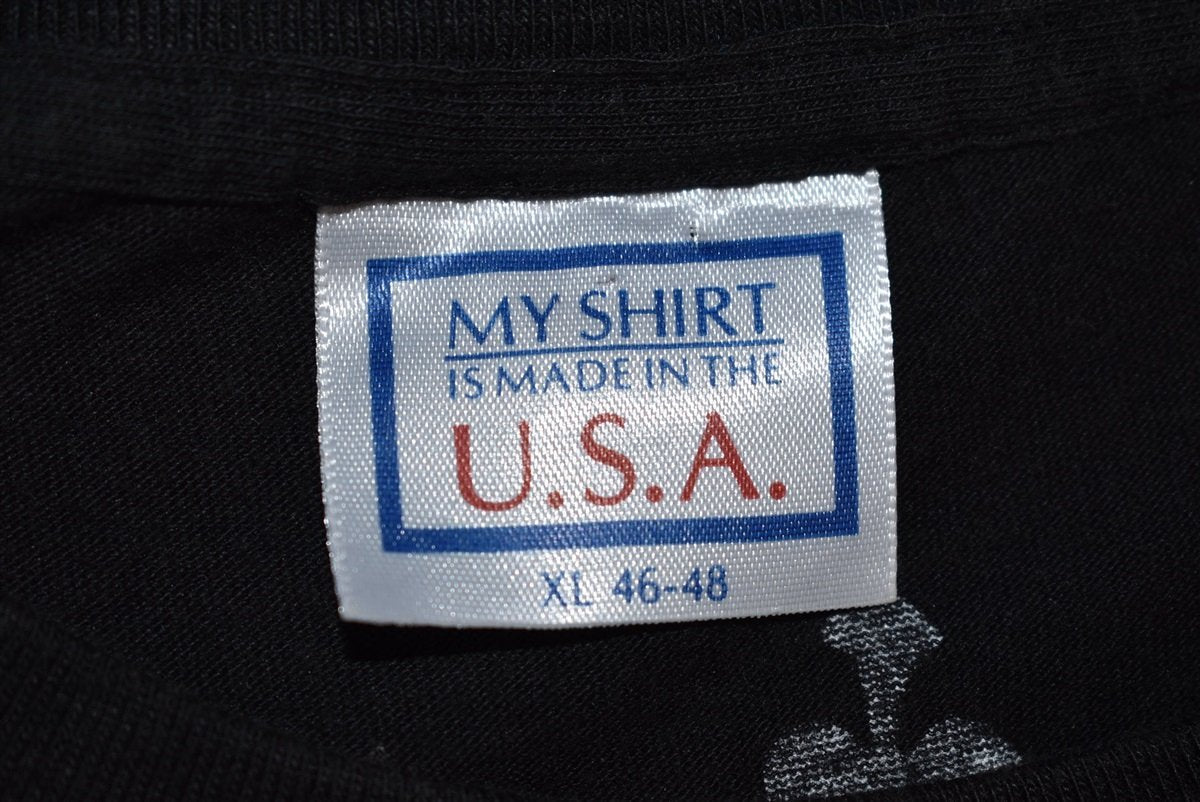 MY SHIRT
IS MADE IN THE
U.S.A.
XL 46-48